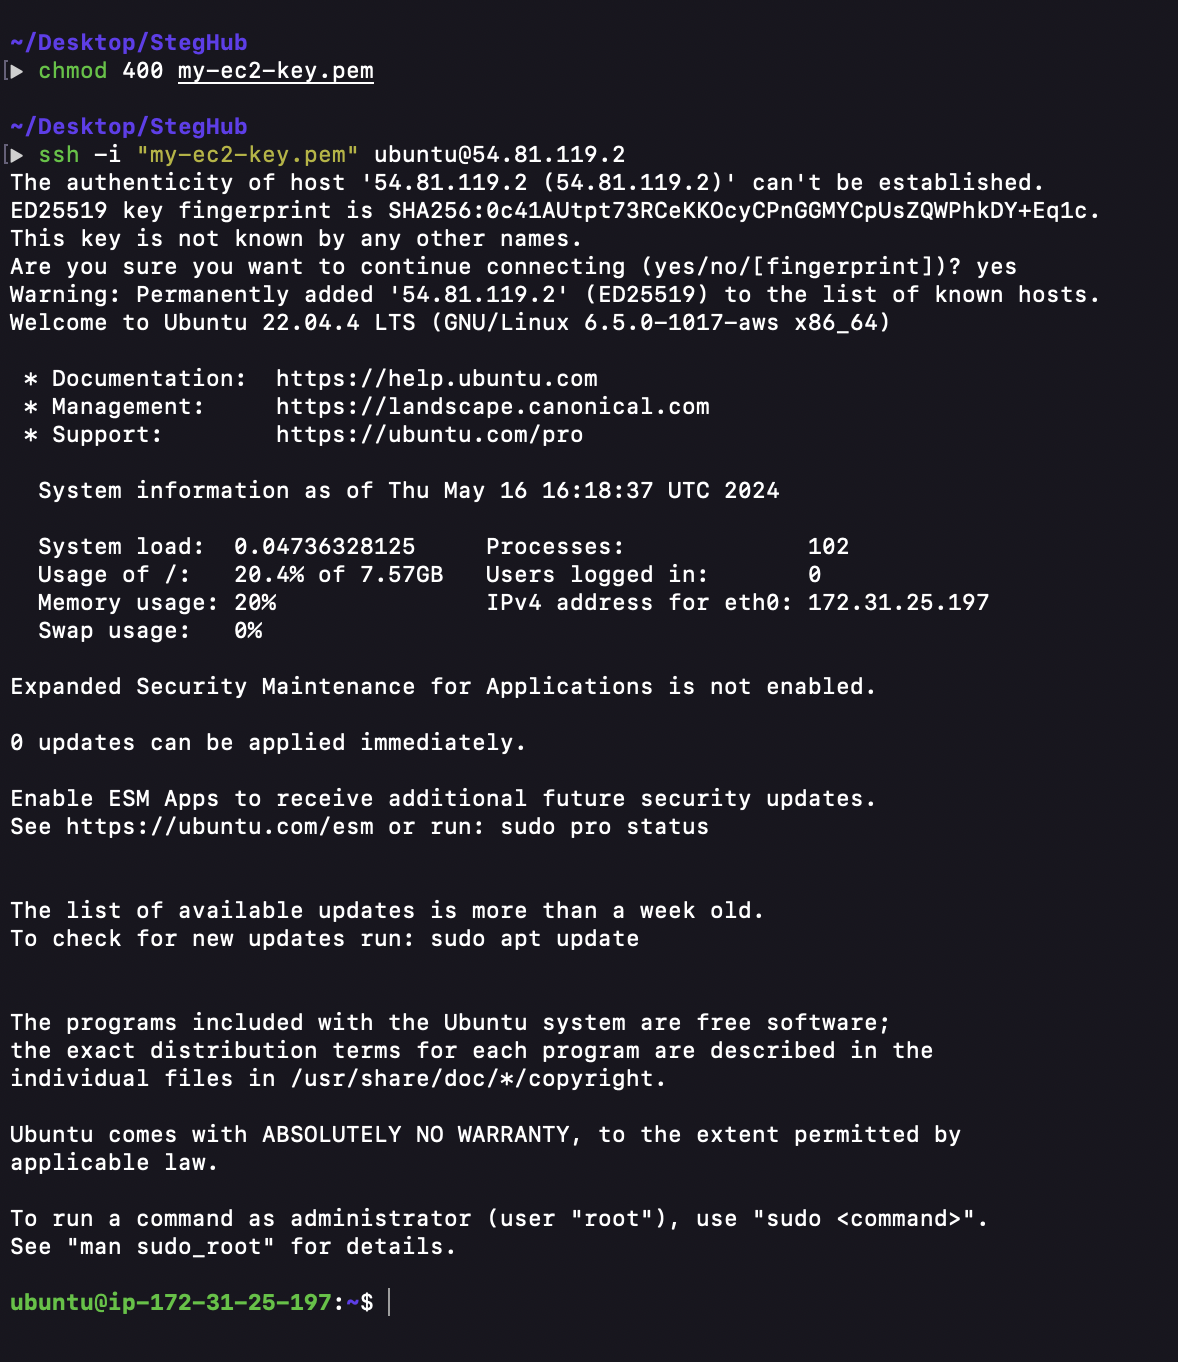 ~/Desktop/StegHub
▶ chmod 400 my-ec2-key.pem
~/Desktop/StegHub
▶ ssh -i "my-ec2-key.pem" ubuntu@54.81.119.2
The authenticity of host '54.81.119.2 (54.81.119.2)' can't be established.
ED25519 key fingerprint is SHA256:0c41AUtpt73RCeKKOcyCPnGGMYCpUsZQWPhkDY+Eq1c.
This key is not known by any other names.
Are you sure you want to continue connecting (yes/no/[fingerprint])? yes
Warning: Permanently added '54.81.119.2' (ED25519) to the list of known hosts.
Welcome to Ubuntu 22.04.4 LTS (GNU/Linux 6.5.0-1017-aws x86_64)
* Documentation:  https://help.ubuntu.com
* Management:     https://landscape.canonical.com
* Support:        https://ubuntu.com/pro
System information as of Thu May 16 16:18:37 UTC 2024
System load:  0.04736328125     Processes:             102
Usage of /:   20.4% of 7.57GB   Users logged in:       0
Memory usage: 20%               IPv4 address for eth0: 172.31.25.197
Swap usage:   0%
Expanded Security Maintenance for Applications is not enabled.
0 updates can be applied immediately.
Enable ESM Apps to receive additional future security updates.
See https://ubuntu.com/esm or run: sudo pro status
The list of available updates is more than a week old.
To check for new updates run: sudo apt update
The programs included with the Ubuntu system are free software;
the exact distribution terms for each program are described in the
individual files in /usr/share/doc/*/copyright.
Ubuntu comes with ABSOLUTELY NO WARRANTY, to the extent permitted by
applicable law.
To run a command as administrator (user "root"), use "sudo <command>".
See "man sudo_root" for details.
ubuntu@ip-172-31-25-197:~$